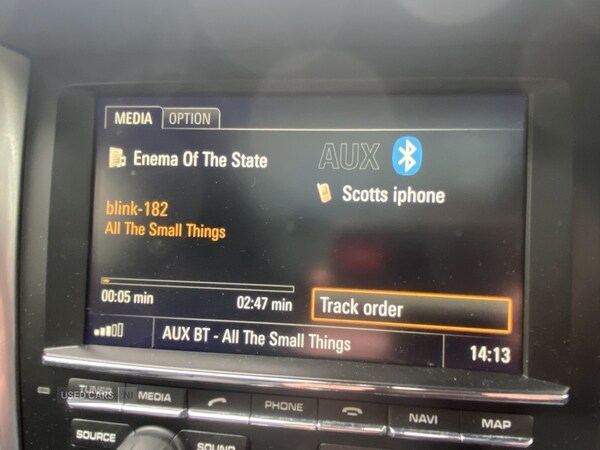 MEDIA OPTION
Enema Of The State
AUX
Scotts iphone
blink-182
All The Small Things
00:05 min 02:47 min
Track order
AUX BT - All The Small Things
14:13
TUNER MEDIA PHONE NAVI MAP
USED CARS NI
SOURCE SOUND